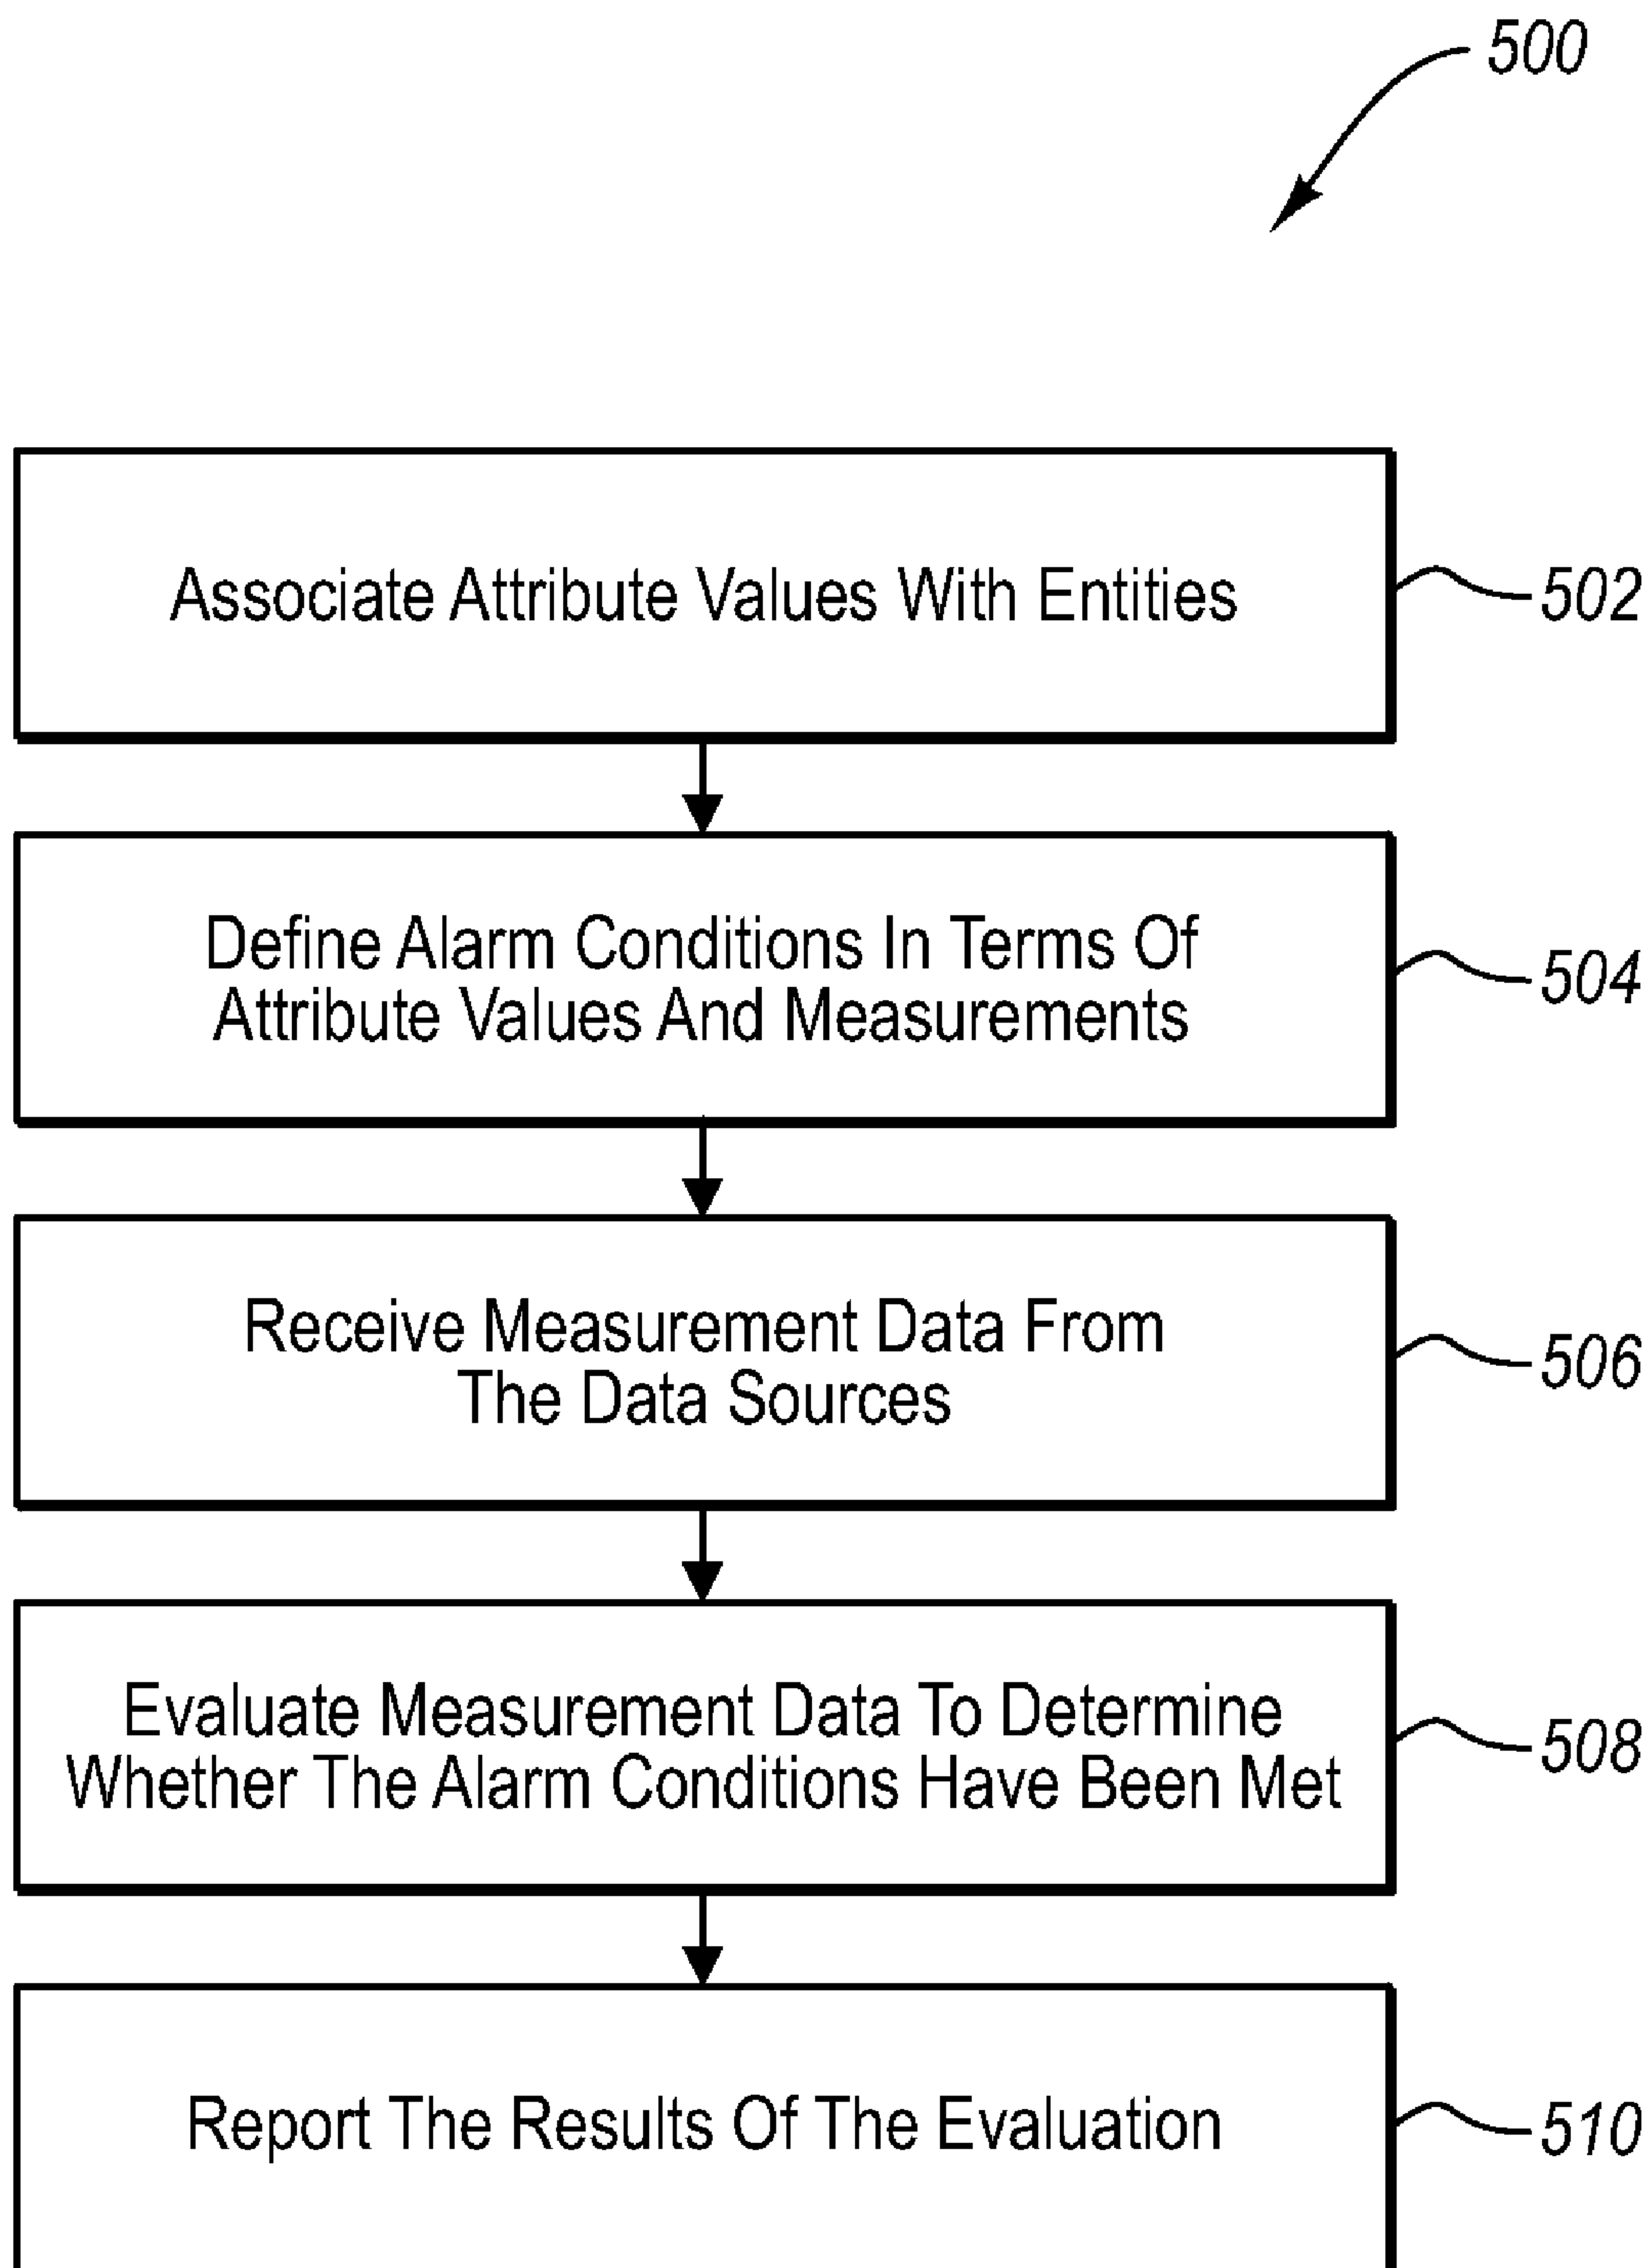 500
Associate Attribute Values With Entities
502
Define Alarm Conditions In Terms Of
Attribute Values And Measurements
504
Receive Measurement Data From
The Data Sources
506
Evaluate Measurement Data To Determine
Whether The Alarm Conditions Have Been Met
508
Report The Results Of The Evaluation
510